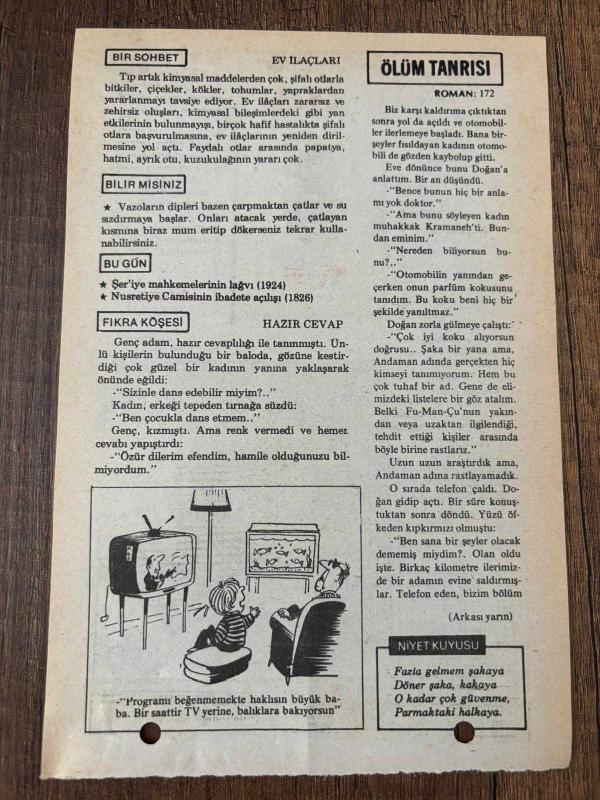 BİR SOHBET
EV İLAÇLARI
Tıp artık kimyasal maddelerden çok, şifalı otlarla
bitkiler, çiçekler, kökler, tohumlar, yapraklardan
yararlanmayı tavsiye ediyor. Ev ilâçları zararsız ve
zehirsiz oluşları, kimyasal bileşimlerdeki gibi yan
etkilerinin bulunmayışı, birçok hafif hastalıkta şifalı
otlara başvurulmasına, ev ilâçlarının yeniden diril-
mesine yol açtı. Faydalı otlar arasında papatya,
hatmi, ayrık otu, kuzukulağının yararı çok.
BİLİR MİSİNİZ
★ Vazoların dipleri bazen çarpmaktan çatlar ve su
sızdırmaya başlar. Onları atacak yerde, çatlayan
kısmına biraz mum eritip dökerseniz tekrar kulla-
nabilirsiniz.
BU GÜN
★ Şer'iye mahkemelerinin lağvı (1924)
★ Nusretiye Camisinin ibadete açılışı (1826)
FIKRA KÖŞESİ
HAZIR CEVAP
Genç adam, hazır cevaplılığı ile tanınmıştı. Ün-
lü kişilerin bulunduğu bir baloda, gözüne kestir-
diği çok güzel bir kadının yanına yaklaşarak
önünde eğildi:
-"Sizinle dans edebilir miyim?.."
Kadın, erkeği tepeden tırnağa süzdü:
-"Ben çocukla dans etmem.."
Genç, kızmıştı. Ama renk vermedi ve hemen
cevabı yapıştırdı:
-"Özür dilerim efendim, hamile olduğunuzu bil-
miyordum."
-"Programı beğenmemekte haklısın büyük ba-
ba. Bir saattir TV yerine, balıklara bakıyorsun"
ÖLÜM TANRISI
ROMAN: 172
Biz karşı kaldırıma çıktıktan
sonra yol da açıldı ve otomobil-
ler ilerlemeye başladı. Bana bir-
şeyler fısıldayan kadının otomo-
bili de gözden kaybolup gitti.
Eve dönünce bunu Doğan'a
anlattım. Bir an düşündü.
-"Bence bunun hiç bir anla-
mı yok doktor."
-"Ama bunu söyleyen kadın
muhakkak Kramaneh'ti. Bun-
dan eminim."
-"Nereden biliyorsun bu-
nu?.."
-"Otomobilin yanından ge-
çerken onun parfüm kokusunu
tanıdım. Bu koku beni hiç bir
şekilde yanıltmaz."
Doğan zorla gülmeye çalıştı:
-"Çok iyi koku alıyorsun
doğrusu.. Şaka bir yana ama,
Andaman adında gerçekten hiç
kimseyi tanımıyorum. Hem bu
çok tuhaf bir ad. Gene de eli-
mizdeki listelere bir göz atalım.
Belki Fu-Man-Çu'nun yakın-
dan veya uzaktan ilgilendiği,
tehdit ettiği kişiler arasında
böyle birine rastlarız."
Uzun uzun araştırdık ama,
Andaman adına rastlayamadık.
O sırada telefon çaldı. Do-
ğan gidip açtı. Bir süre konuş-
tuktan sonra döndü. Yüzü öf-
keden kıpkırmızı olmuştu:
-"Ben sana bir şeyler olacak
dememiş miydim?. Olan oldu
işte. Birkaç kilometre ilerimiz-
de bir adamın evine saldırmış-
lar. Telefon eden, bizim bölüm
(Arkası yarın)
NİYET KUYUSU
Fazla gelmem şakaya
Döner şaka, kakaya
O kadar çok güvenme,
Parmaktaki halkaya.